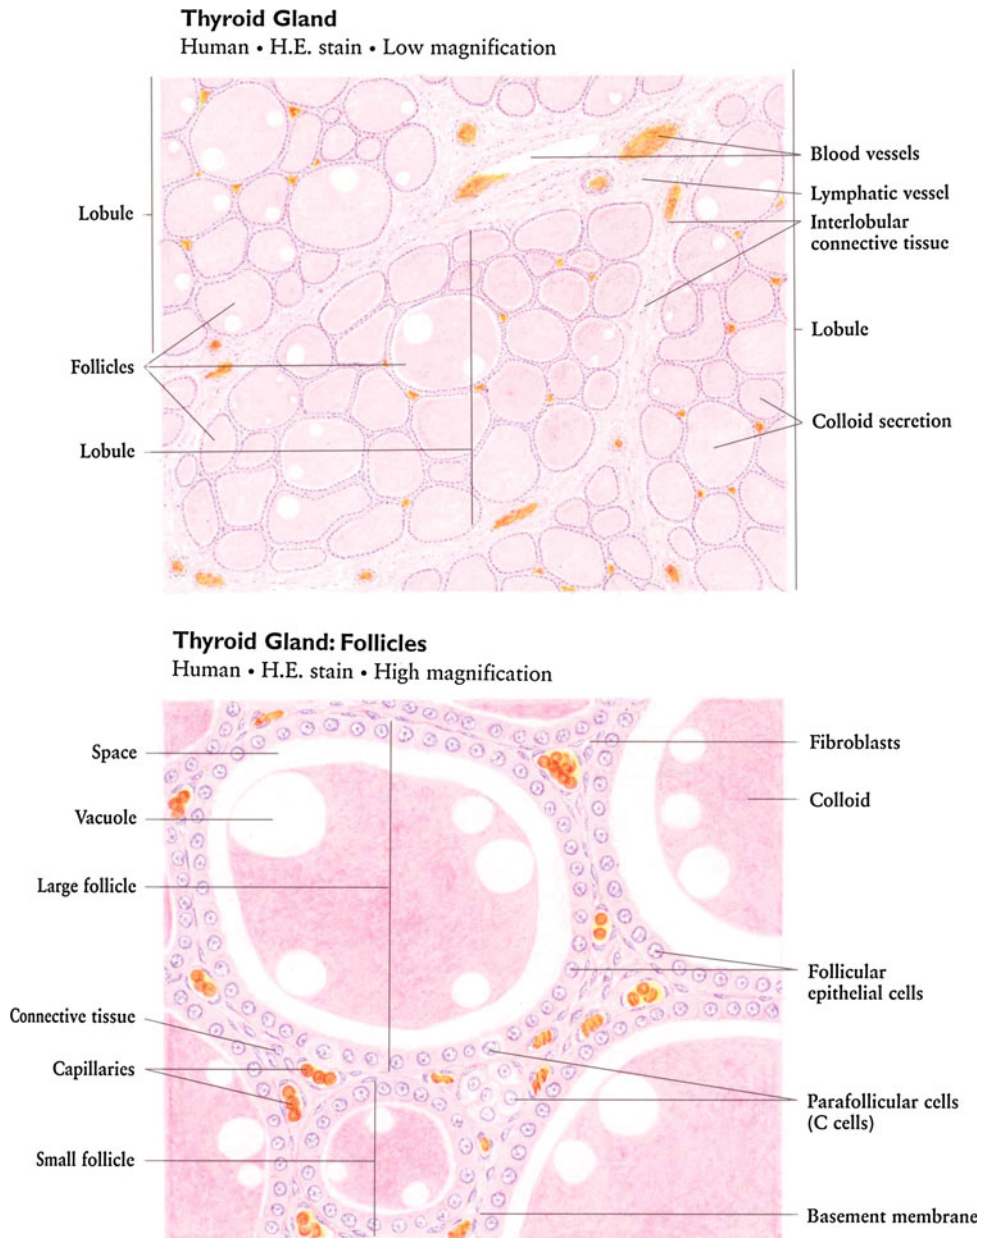 Thyroid Gland
Human • H.E. stain • Low magnification
Lobule
Follicles
Lobule
Blood vessels
Lymphatic vessel
Interlobular
connective tissue
Lobule
Colloid secretion
Thyroid Gland: Follicles
Human • H.E. stain • High magnification
Space
Vacuole
Large follicle
Connective tissue
Capillaries
Small follicle
Fibroblasts
Colloid
Follicular
epithelial cells
Parafollicular cells
(C cells)
Basement membrane